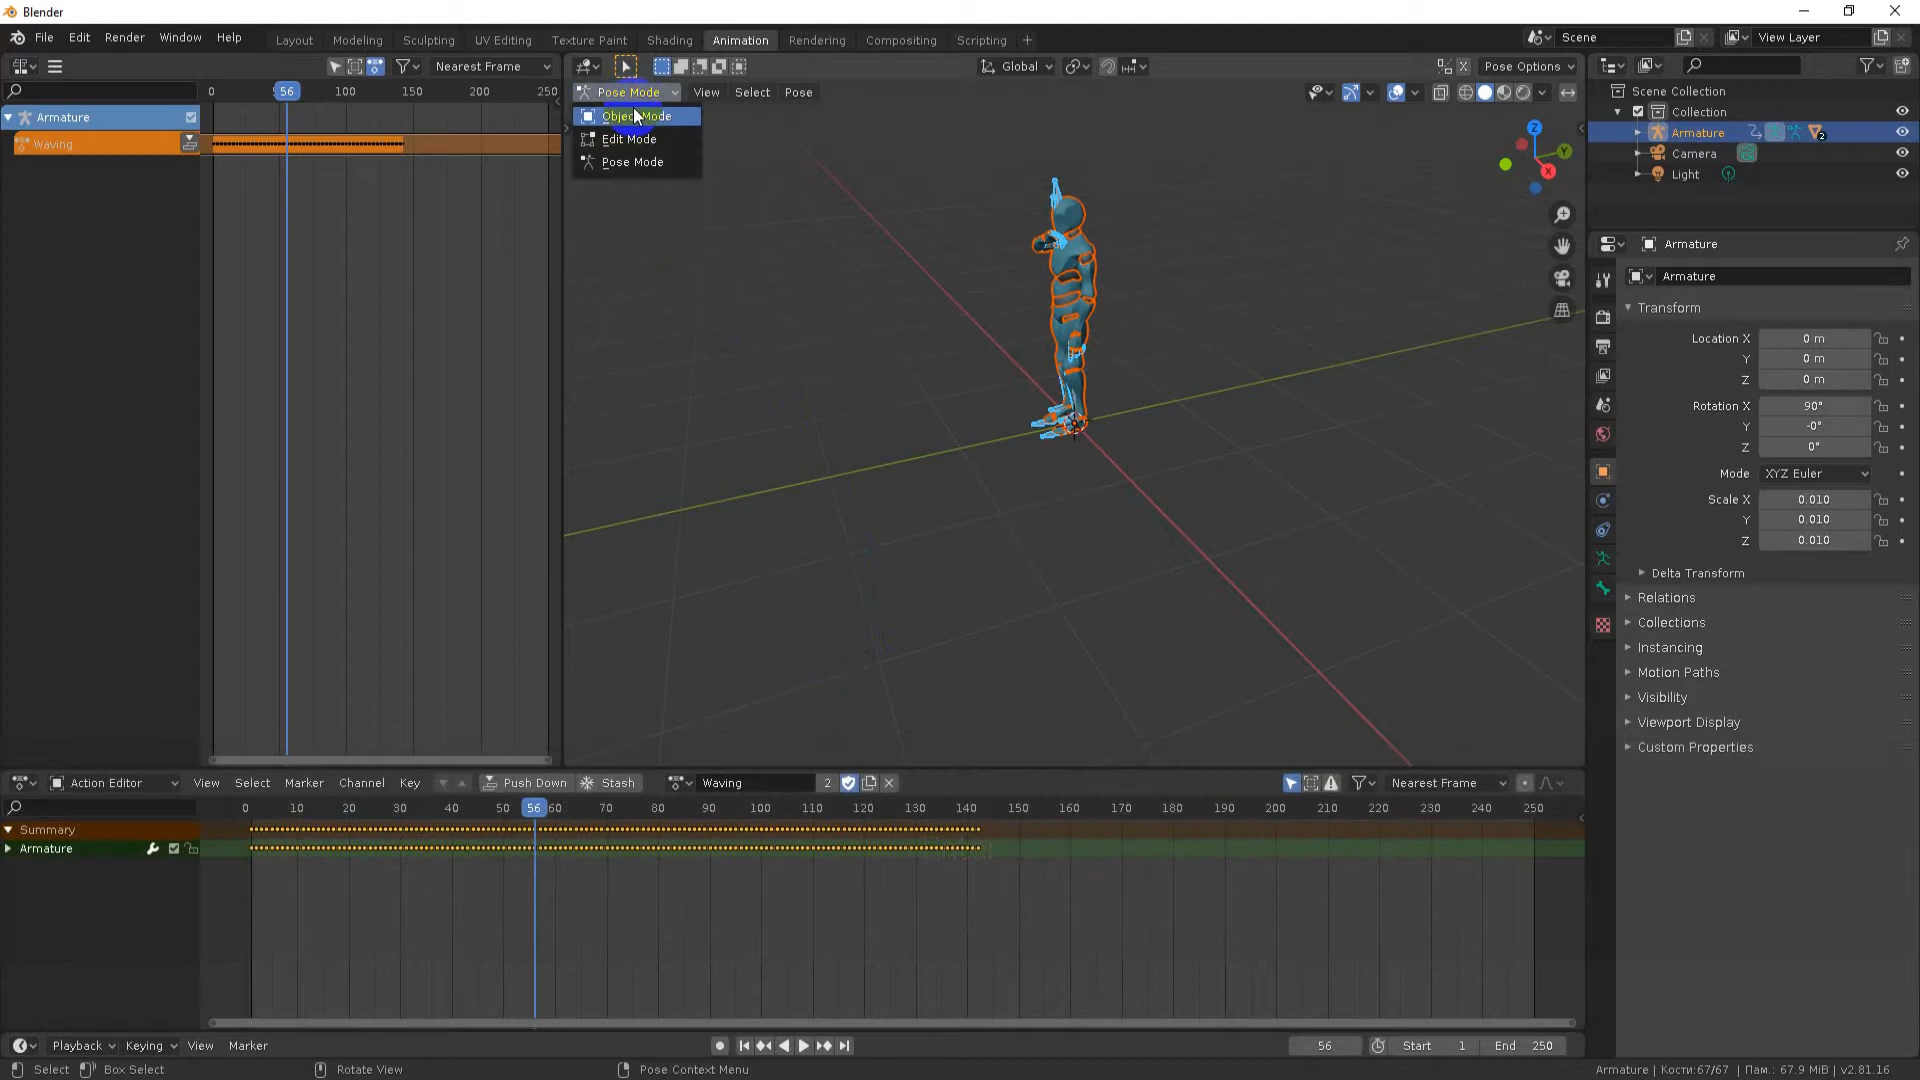 Blender
File Edit Render Window Help
Layout Modeling Sculpting UV Editing Texture Paint Shading Animation Rendering Compositing Scripting +
Scene
View Layer
Nearest Frame
Global
Pose Options
0 56 100 150 200 250
Armature
Waving
Pose Mode View Select Pose
Object Mode
Edit Mode
Pose Mode
Z
Y
X
Scene Collection
Collection
Armature 2
Camera
Light
Armature
Armature
Transform
Location X 0 m
Y 0 m
Z 0 m
Rotation X 90°
Y -0°
Z 0°
Mode XYZ Euler
Scale X 0.010
Y 0.010
Z 0.010
Delta Transform
Relations
Collections
Instancing
Motion Paths
Visibility
Viewport Display
Custom Properties
Action Editor View Select Marker Channel Key Push Down Stash Waving 2 Nearest Frame
0 10 20 30 40 50 56 60 70 80 90 100 110 120 130 140 150 160 170 180 190 200 210 220 230 240 250
Summary
Armature
Playback Keying View Marker 56 Start 1 End 250
Select Box Select Rotate View Pose Context Menu Armature | Кости:67/67 | Пам.: 67.9 MiB | v2.81.16